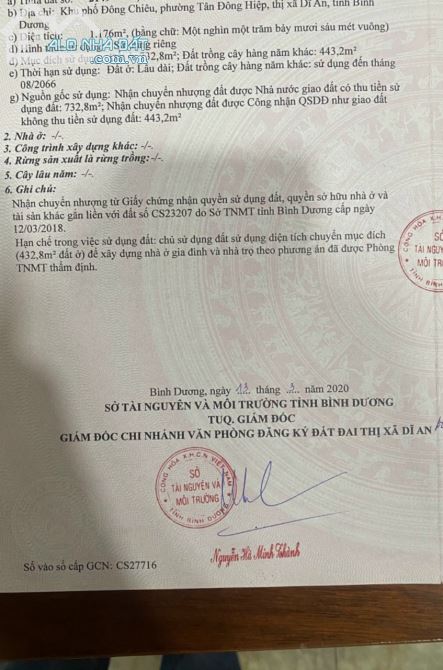 b) Địa chỉ: Khu phố Đông Chiêu, phường Tân Đông Hiệp, thị xã Dĩ An, tỉnh Bình
Dương
c) Diện tích: 1.176m², (bằng chữ: Một nghìn một trăm bảy mươi sáu mét vuông)
d) Hình thức sử dụng riêng
ALONHADAT
đ) Mục đích sử dụng 732,8m²; Đất trồng cây hàng năm khác: 443,2m²
e) Thời hạn sử dụng: Đất ở: Lâu dài; Đất trồng cây hàng năm khác: sử dụng đến tháng
08/2066
g) Nguồn gốc sử dụng: Nhận chuyển nhượng đất được Nhà nước giao đất có thu tiền sử
dụng đất: 732,8m²; Nhận chuyển nhượng đất được Công nhận QSDĐ như giao đất
không thu tiền sử dụng đất: 443,2m²
2. Nhà ở: -/-.
3. Công trình xây dựng khác: -/-.
4. Rừng sản xuất là rừng trồng:-/-.
5. Cây lâu năm: -/-.
6. Ghi chú:
Nhận chuyển nhượng từ Giấy chứng nhận quyền sử dụng đất, quyền sở hữu nhà ở và
tài sản khác gắn liền với đất số CS23207 do Sở TNMT tỉnh Bình Dương cấp ngày
12/03/2018.
Hạn chế trong việc sử dụng đất: chủ sử dụng đất sử dụng diện tích chuyển mục đích
(432,8m² đất ở) để xây dựng nhà ở gia đình và nhà trọ theo phương án đã được Phòng
TNMT thẩm định.
CỘNG HÒA
SỞ
TÀI NGUY
MÔI TRƯ
TỈNH BÌNH
Bình Dương, ngày tháng năm 2020
SỞ TÀI NGUYÊN VÀ MÔI TRƯỜNG TỈNH BÌNH DƯƠNG
TUQ. GIÁM ĐỐC
GIÁM ĐỐC CHI NHÁNH VĂN PHÒNG ĐĂNG KÝ ĐẤT ĐAI THỊ XÃ DĨ AN
CỘNG HÒA X.H.C.N VIỆT NAM
SỞ
TÀI NGUYÊN VÀ
MÔI TRƯỜNG
TỈNH BÌNH DƯƠNG
Nguyễn Hà Minh Thành
Số vào sổ cấp GCN: CS27716